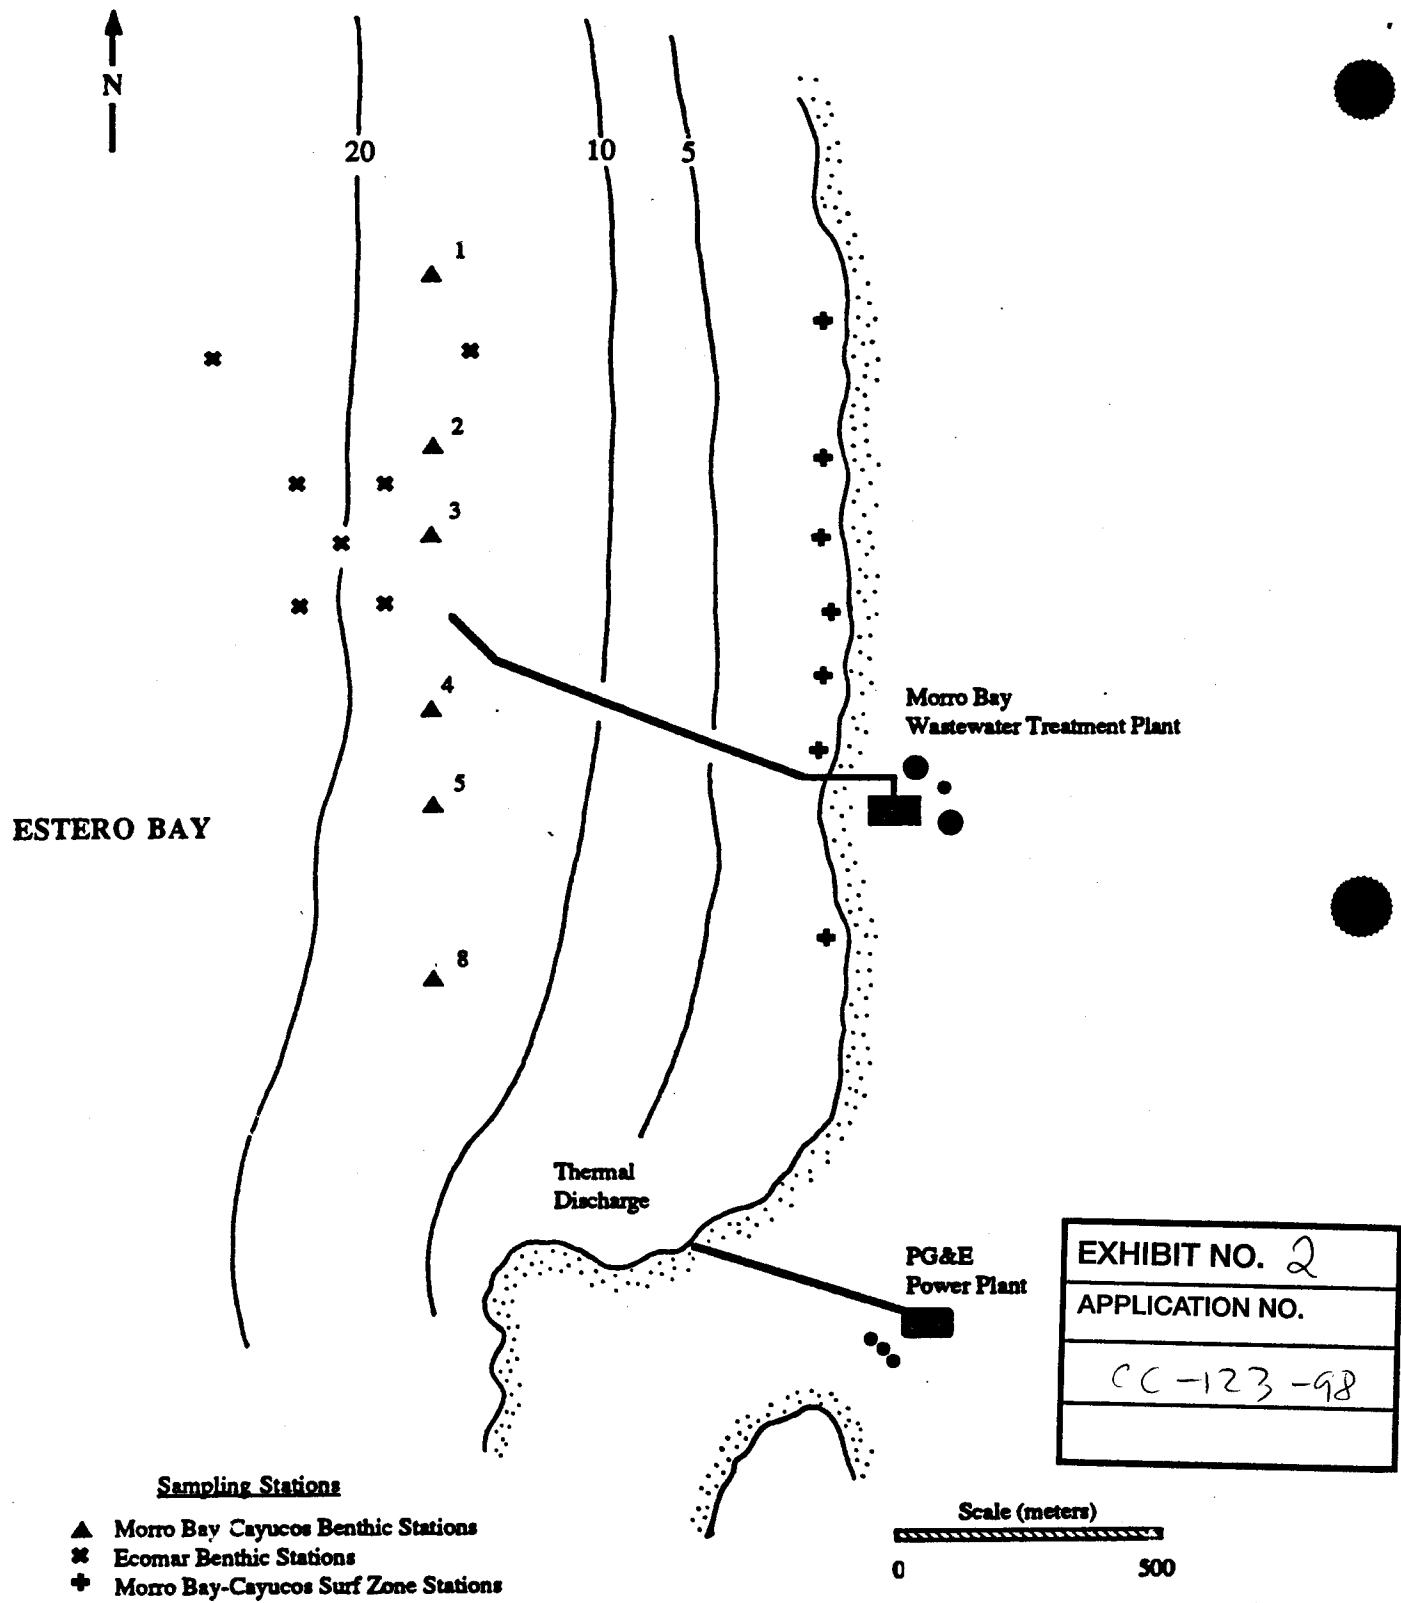 N
20
10
5
1
2
3
4
5
8
Morro Bay
Wastewater Treatment Plant
ESTERO BAY
Thermal
Discharge
PG&E
Power Plant
EXHIBIT NO. 2
APPLICATION NO.
CC-123-98
Sampling Stations
Morro Bay Cayucos Benthic Stations
Ecomar Benthic Stations
Morro Bay-Cayucos Surf Zone Stations
Scale (meters)
0
500